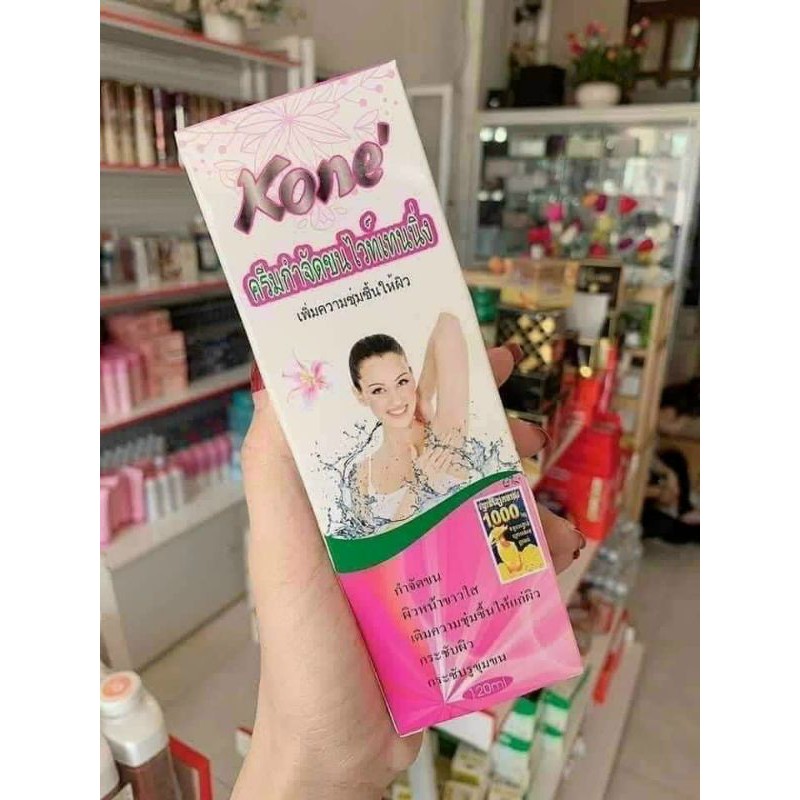 Kone'
ครีมกำจัดขนไวท์เทนนิ่ง
เพิ่มความชุ่มชื้นให้ผิว
1000
กำจัดขน
ผิวหน้าขาวใส
เติมความชุ่มชื้นให้แก่ผิว
กระชับผิว
กระชับรูขุมขน
120ml